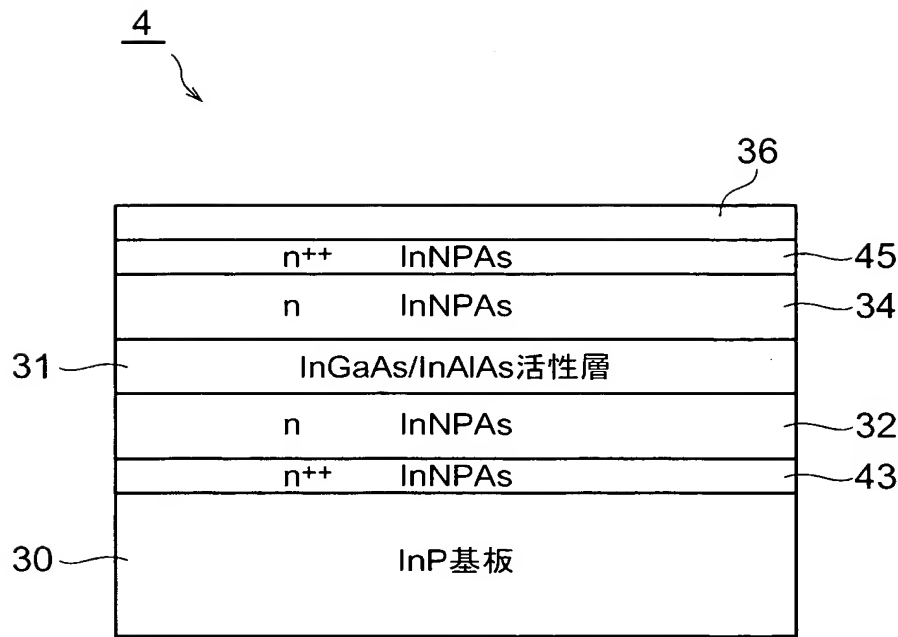 4
36
n++ InNPAs 45
n InNPAs 34
31 InGaAs/InAlAs活性層
n InNPAs 32
n++ InNPAs 43
30 InP基板